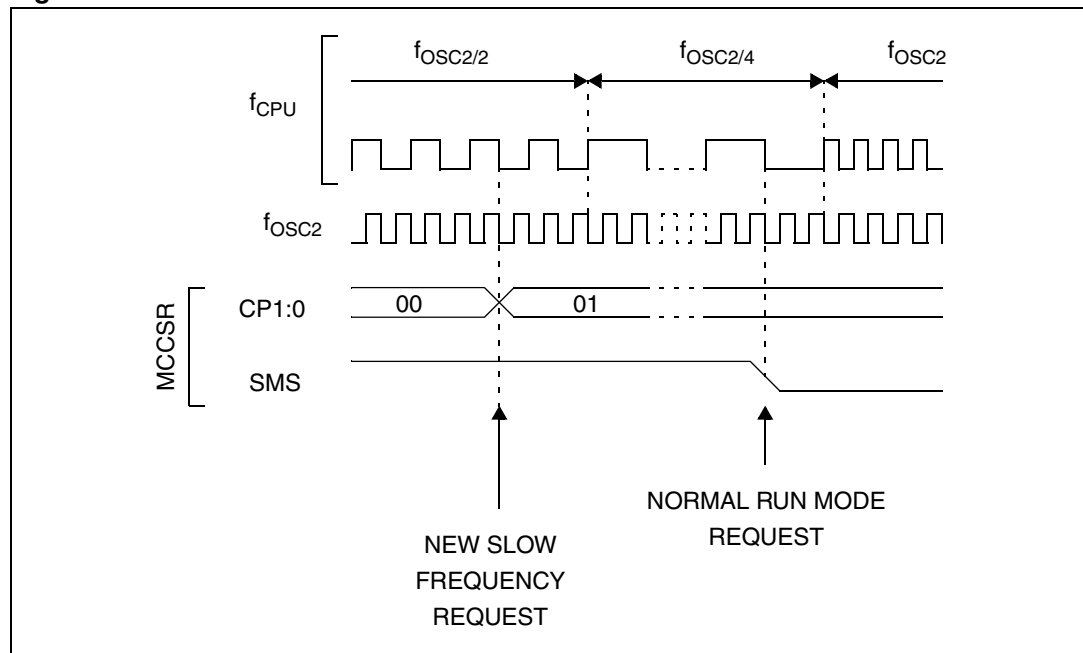 fOSC2/2 fOSC2/4 fOSC2
fCPU
fOSC2
MCCSR
CP1:0 00 01
SMS
NORMAL RUN MODE
REQUEST
NEW SLOW
FREQUENCY
REQUEST